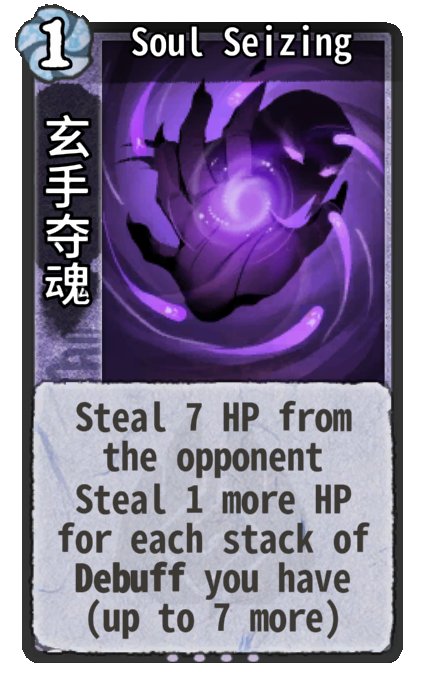 1
Soul Seizing
玄手夺魂
Steal 7 HP from
the opponent
Steal 1 more HP
for each stack of
Debuff you have
(up to 7 more)